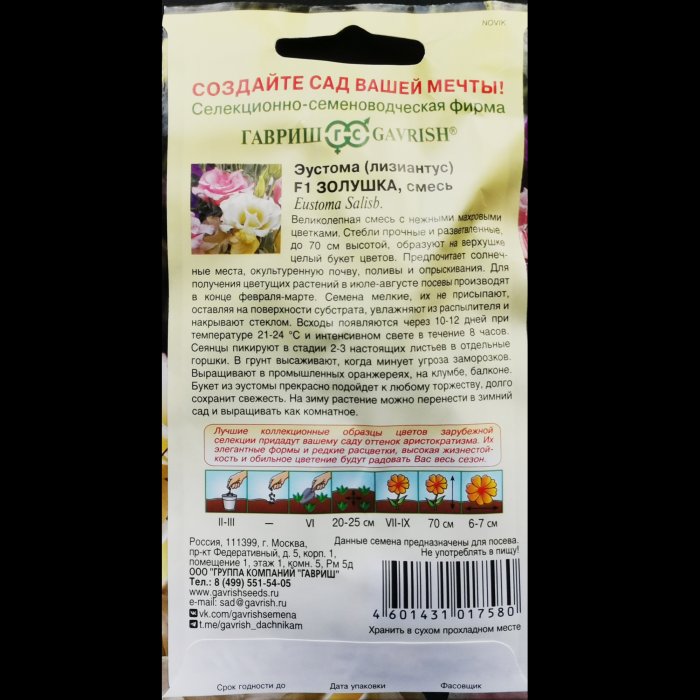 NOVIK
СОЗДАЙТЕ САД ВАШЕЙ МЕЧТЫ!
Селекционно-семеноводческая фирма
ГАВРИШ ГЭ GAVRISH®
Эустома (лизиантус)
F1 ЗОЛУШКА, смесь
Eustoma Salisb.
Великолепная смесь с нежными махровыми
цветками. Стебли прочные и разветвленные,
до 70 см высотой, образуют на верхушке
целый букет цветов. Предпочитает солнеч-
ные места, окультуренную почву, поливы и опрыскивания. Для
получения цветущих растений в июле-августе посевы производят
в конце февраля-марте. Семена мелкие, их не присыпают,
оставляя на поверхности субстрата, увлажняют из распылителя и
накрывают стеклом. Всходы появляются через 10-12 дней при
температуре 21-24 °С и интенсивном свете в течение 8 часов.
Сеянцы пикируют в стадии 2-3 настоящих листьев в отдельные
горшки. В грунт высаживают, когда минует угроза заморозков.
Выращивают в промышленных оранжереях, на клумбе, балконе.
Букет из эустомы прекрасно подойдет к любому торжеству, долго
сохранит свежесть. На зиму растение можно перенести в зимний
сад и выращивать как комнатное.
Лучшие коллекционные образцы цветов зарубежной
селекции придадут вашему саду оттенок аристократизма. Их
элегантные формы и редкие расцветки, высокая жизнестой-
кость и обильное цветение будут радовать Вас весь сезон.
II-III — VI 20-25 см VII-IX 70 см 6-7 см
Россия, 111399, г. Москва,
пр-кт Федеративный, д. 5, корп. 1,
помещение 1, этаж 1, комн. 5, Рм 5д
ООО "ГРУППА КОМПАНИЙ "ГАВРИШ"
Тел.: 8 (499) 551-54-05
www.gavrishseeds.ru
e-mail: sad@gavrish.ru
vk.com/gavrishsemena
t.me/gavrish_dachnikam
Данные семена предназначены для посева.
Не употреблять в пищу!
4 601431 017580
Хранить в сухом прохладном месте
Срок годности до Дата упаковки Фасовщик